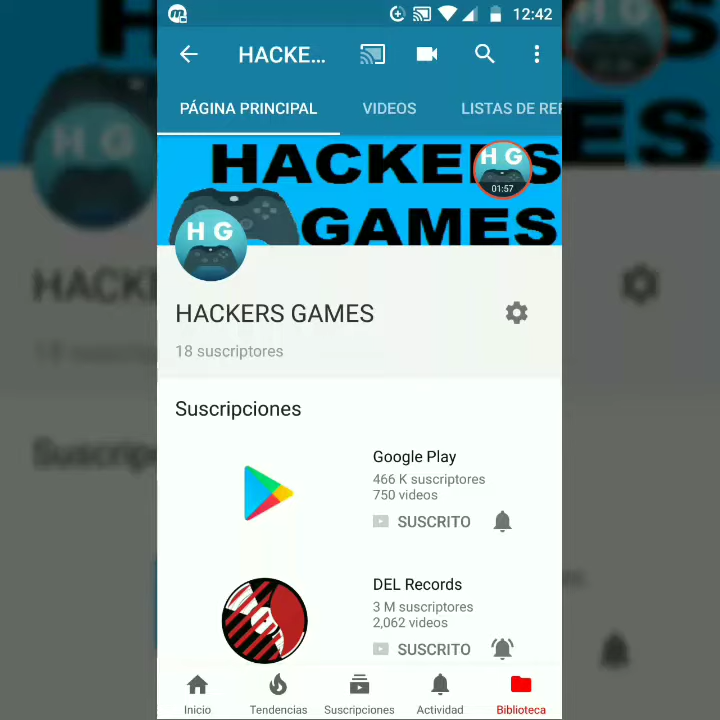 12:42
HACKE...
PÁGINA PRINCIPAL VIDEOS LISTAS DE REP
HACKERS
GAMES
H G
01:57
H G
HACKERS GAMES
18 suscriptores
Suscripciones
Google Play
466 K suscriptores
750 videos
SUSCRITO
DEL Records
3 M suscriptores
2,062 videos
SUSCRITO
Inicio Tendencias Suscripciones Actividad Biblioteca